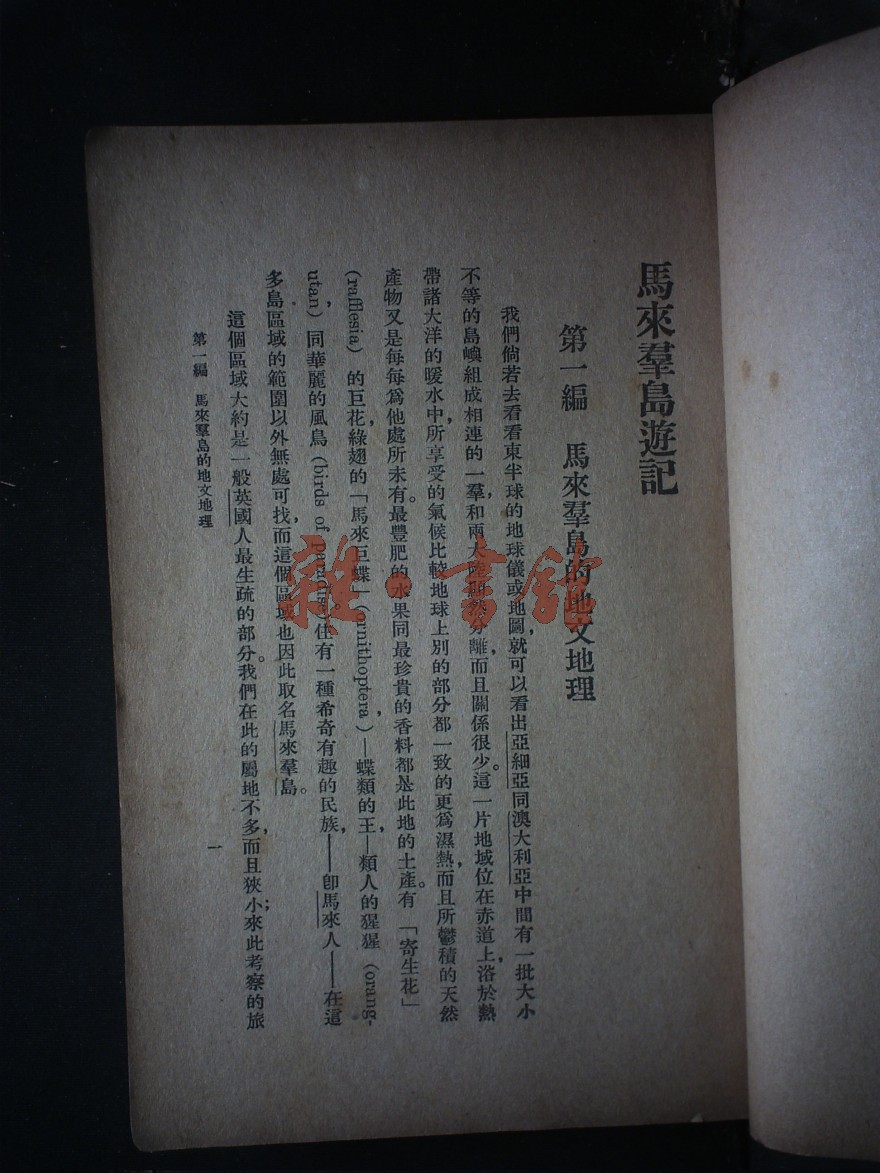 馬來羣島遊記
第一編　馬來羣島的地文地理
我們倘若去看看東半球的地球儀或地圖，就可以看出亞細亞同澳大利亞中間有一批大小
不等的島嶼組成相連的一羣，和兩大陸劃然分離，而且關係很少。這一片地域位在赤道上，浴於熱
帶諸大洋的暖水中，所享受的氣候比較地球上別的部分都一致的更爲濕熱，而且所鬱積的天然
產物又是每每爲他處所未有。最豐肥的水果同最珍貴的香料都是此地的土產。有「寄生花」
(rafflesia) 的巨花，綠翅的「馬來巨蝶」(ornithoptera)—蝶類的王—類人的猩猩 (orang-
utan)，同華麗的風鳥 (birds of paradise)。住有一種希奇有趣的民族，——卽馬來人——在這
多島區域的範圍以外無處可找，而這個區域也因此取名馬來羣島。
這個區域大約是一般英國人最生疏的部分。我們在此的屬地不多，而且狹小；來此考察的旅
第一編　馬來羣島的地文地理
一
雜·書館